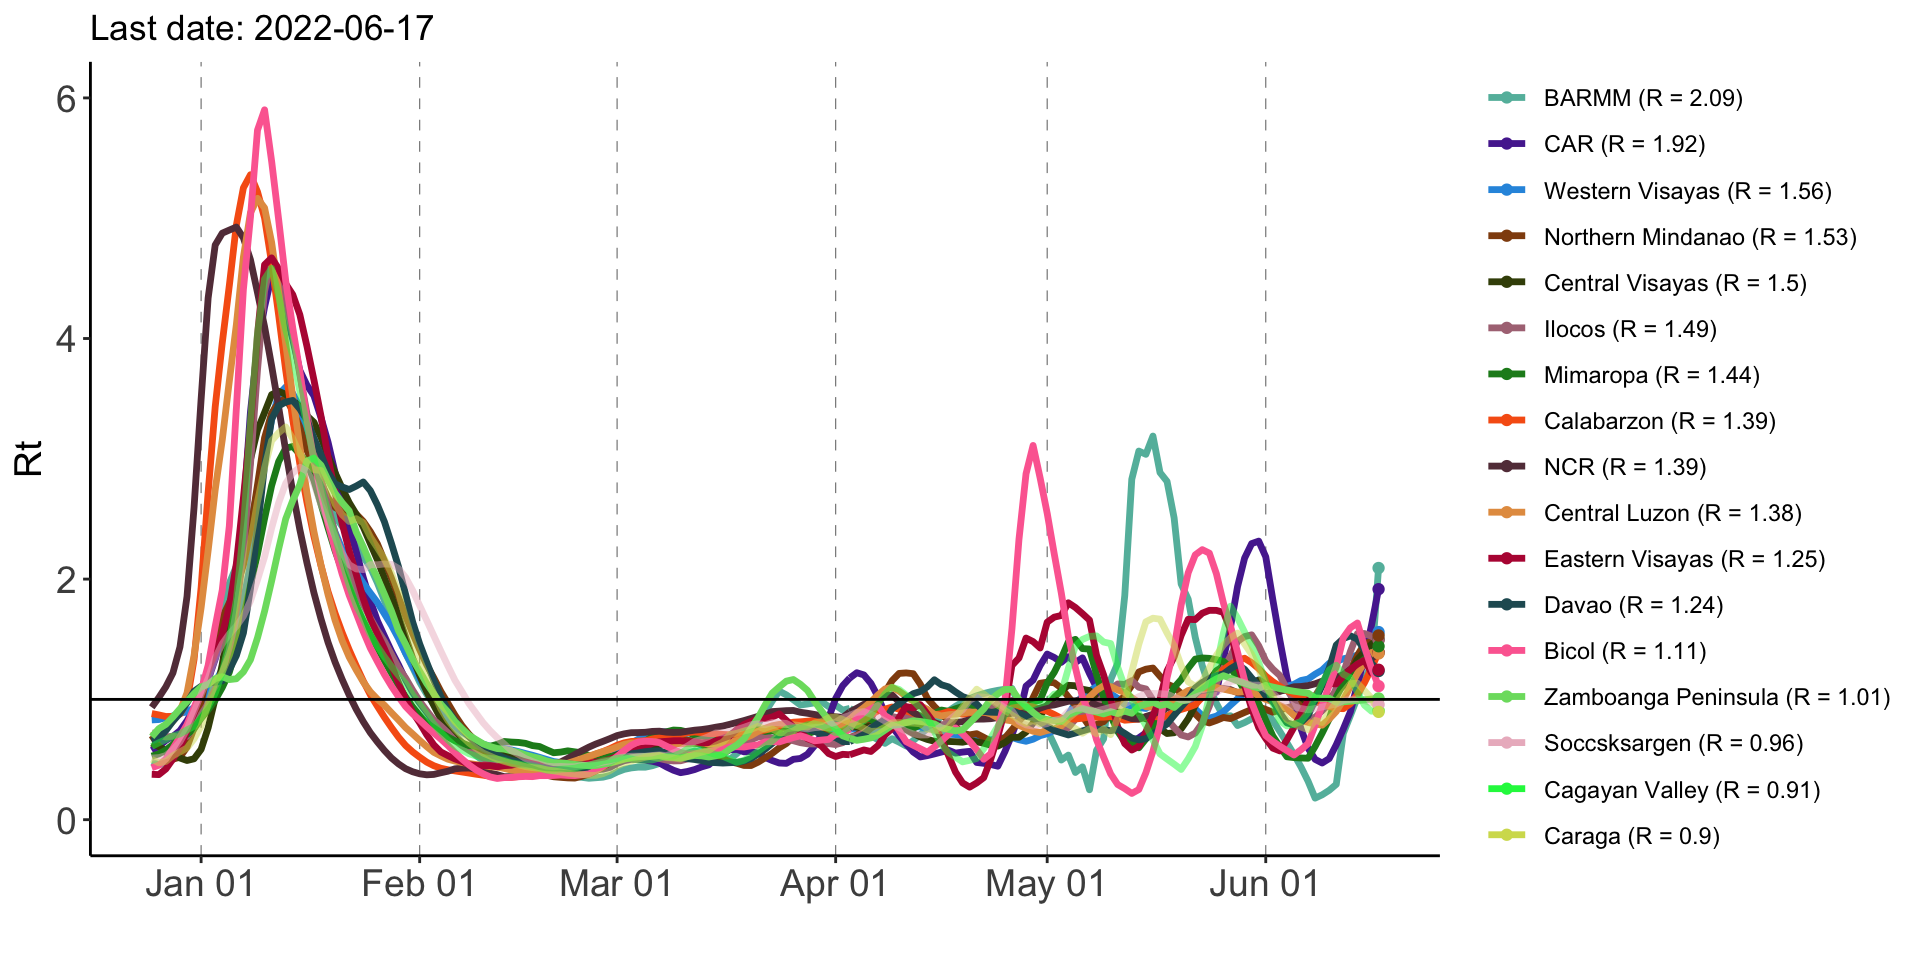 Last date: 2022-06-17
Rt
6
4
2
0
Jan 01
Feb 01
Mar 01
Apr 01
May 01
Jun 01
BARMM (R = 2.09)
CAR (R = 1.92)
Western Visayas (R = 1.56)
Northern Mindanao (R = 1.53)
Central Visayas (R = 1.5)
Ilocos (R = 1.49)
Mimaropa (R = 1.44)
Calabarzon (R = 1.39)
NCR (R = 1.39)
Central Luzon (R = 1.38)
Eastern Visayas (R = 1.25)
Davao (R = 1.24)
Bicol (R = 1.11)
Zamboanga Peninsula (R = 1.01)
Soccsksargen (R = 0.96)
Cagayan Valley (R = 0.91)
Caraga (R = 0.9)